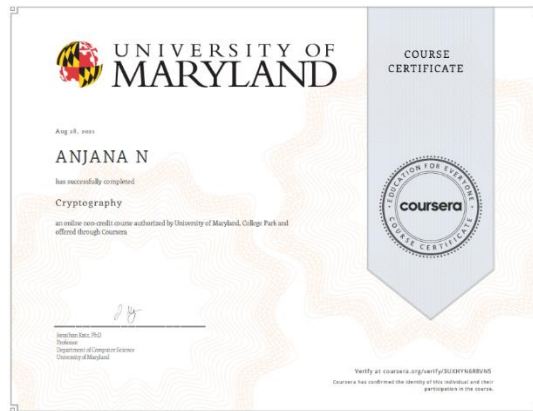 UNIVERSITY OF
MARYLAND
COURSE
CERTIFICATE
Aug 28, 2021
ANJANA N
has successfully completed
Cryptography
an online non-credit course authorized by University of Maryland, College Park and
offered through Coursera
EDUCATION FOR EVERYONE
coursera
COURSE CERTIFICATE
Jonathan Katz, PhD
Professor
Department of Computer Science
University of Maryland
Verify at coursera.org/verify/
Coursera has confirmed the identity of this individual and their
participation in the course.